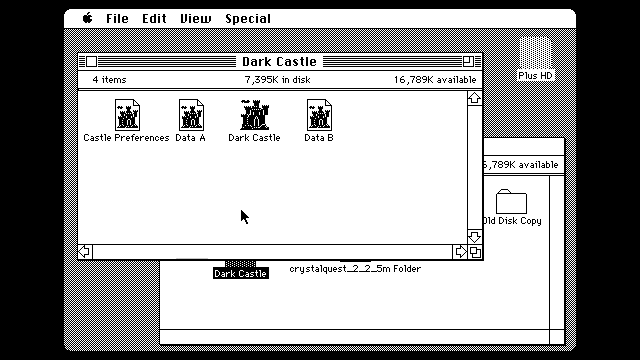 File Edit View Special
Dark Castle
4 items 7,395K in disk 16,789K available
Castle Preferences Data A Dark Castle Data B
Plus HD
6,789K available
Old Disk Copy
Dark Castle crystalquest_2_2_5m Folder